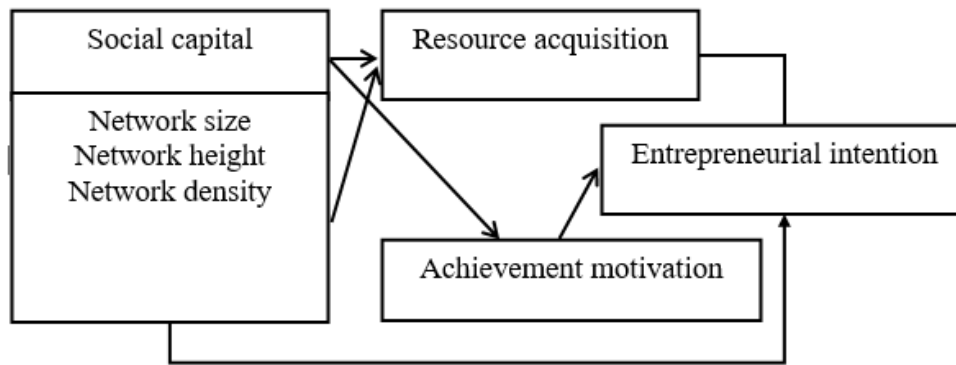 Social capital
Resource acquisition
Network size
Network height
Network density
Entrepreneurial intention
Achievement motivation